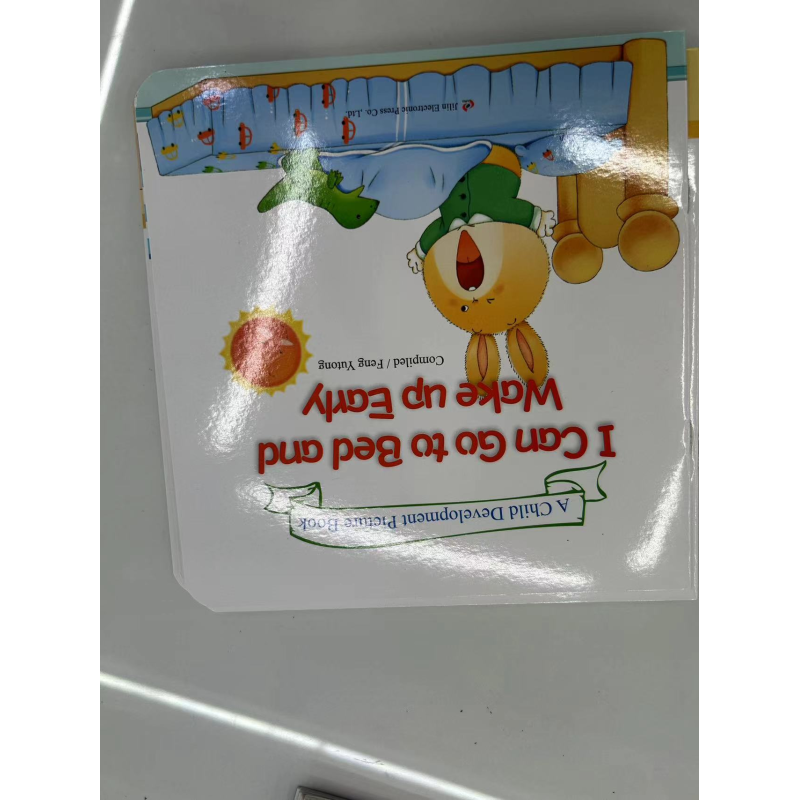 A Child Development Picture Book
I Can Go to Bed and
Wake up Early
Compiled / Feng Yutong
Jilin Electronic Press Co.,Ltd.